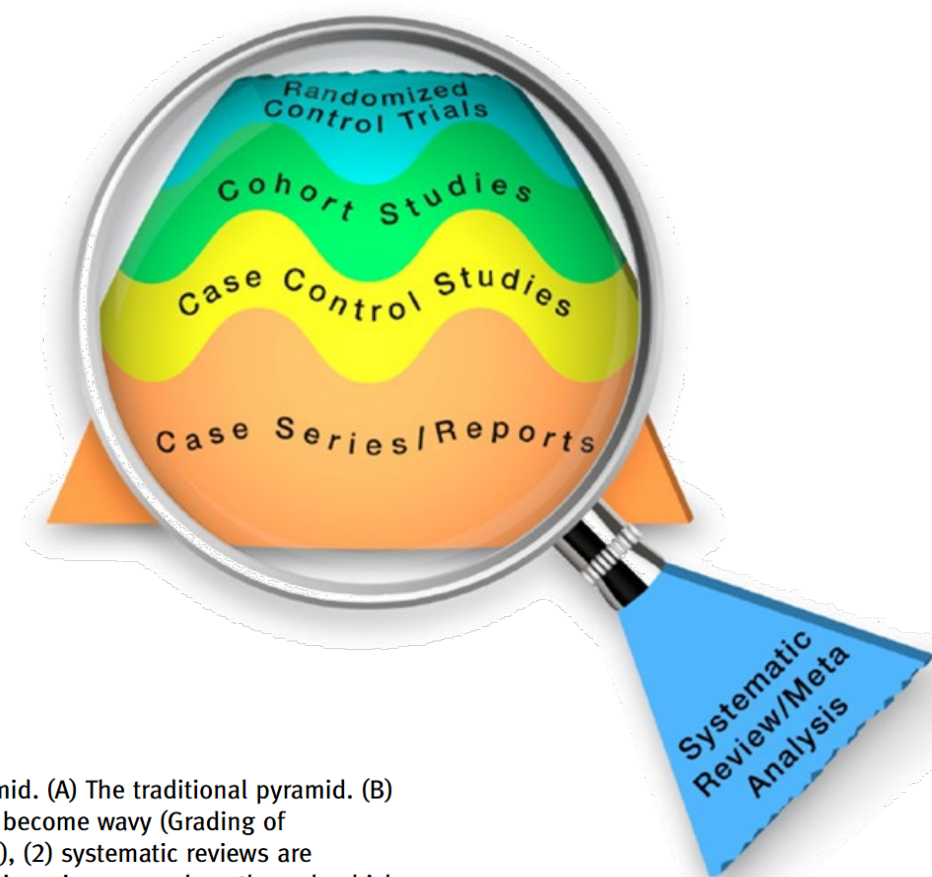 Randomized
Control Trials
Cohort Studies
Case Control Studies
Case Series/Reports
Systematic
Review/Meta
Analysis
mid. (A) The traditional pyramid. (B)
become wavy (Grading of
), (2) systematic reviews are